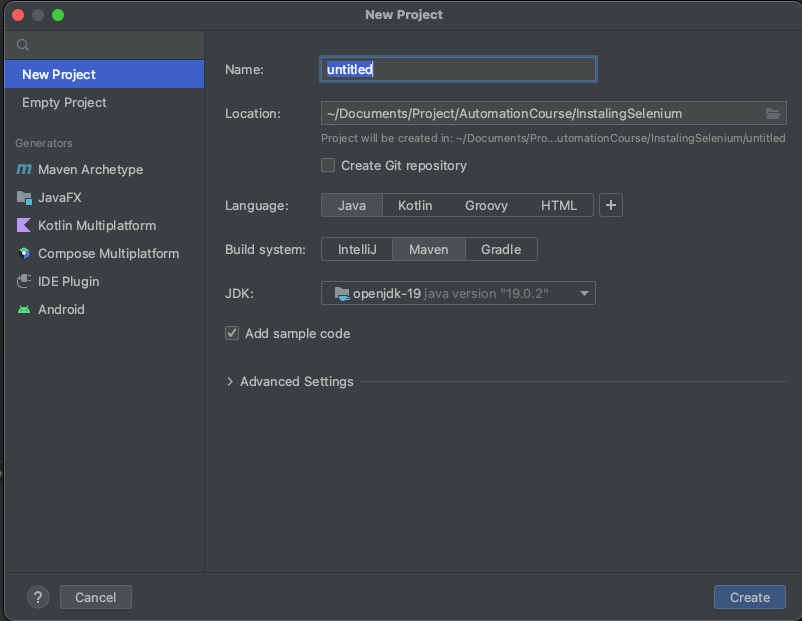 New Project
New Project
Empty Project
Generators
m Maven Archetype
JavaFX
Kotlin Multiplatform
Compose Multiplatform
IDE Plugin
Android
Name: untitled
Location: ~/Documents/Project/AutomationCourse/InstalingSelenium
Project will be created in: ~/Documents/Pro...utomationCourse/InstalingSelenium/untitled
Create Git repository
Language: Java Kotlin Groovy HTML +
Build system: IntelliJ Maven Gradle
JDK: openjdk-19 java version "19.0.2"
Add sample code
Advanced Settings
? Cancel Create